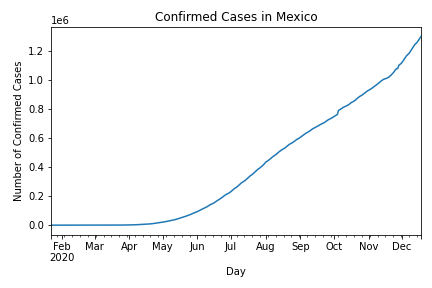 Confirmed Cases in Mexico
1e6
1.2
1.0
0.8
0.6
0.4
0.2
0.0
Number of Confirmed Cases
Feb Mar Apr May Jun Jul Aug Sep Oct Nov Dec
2020
Day